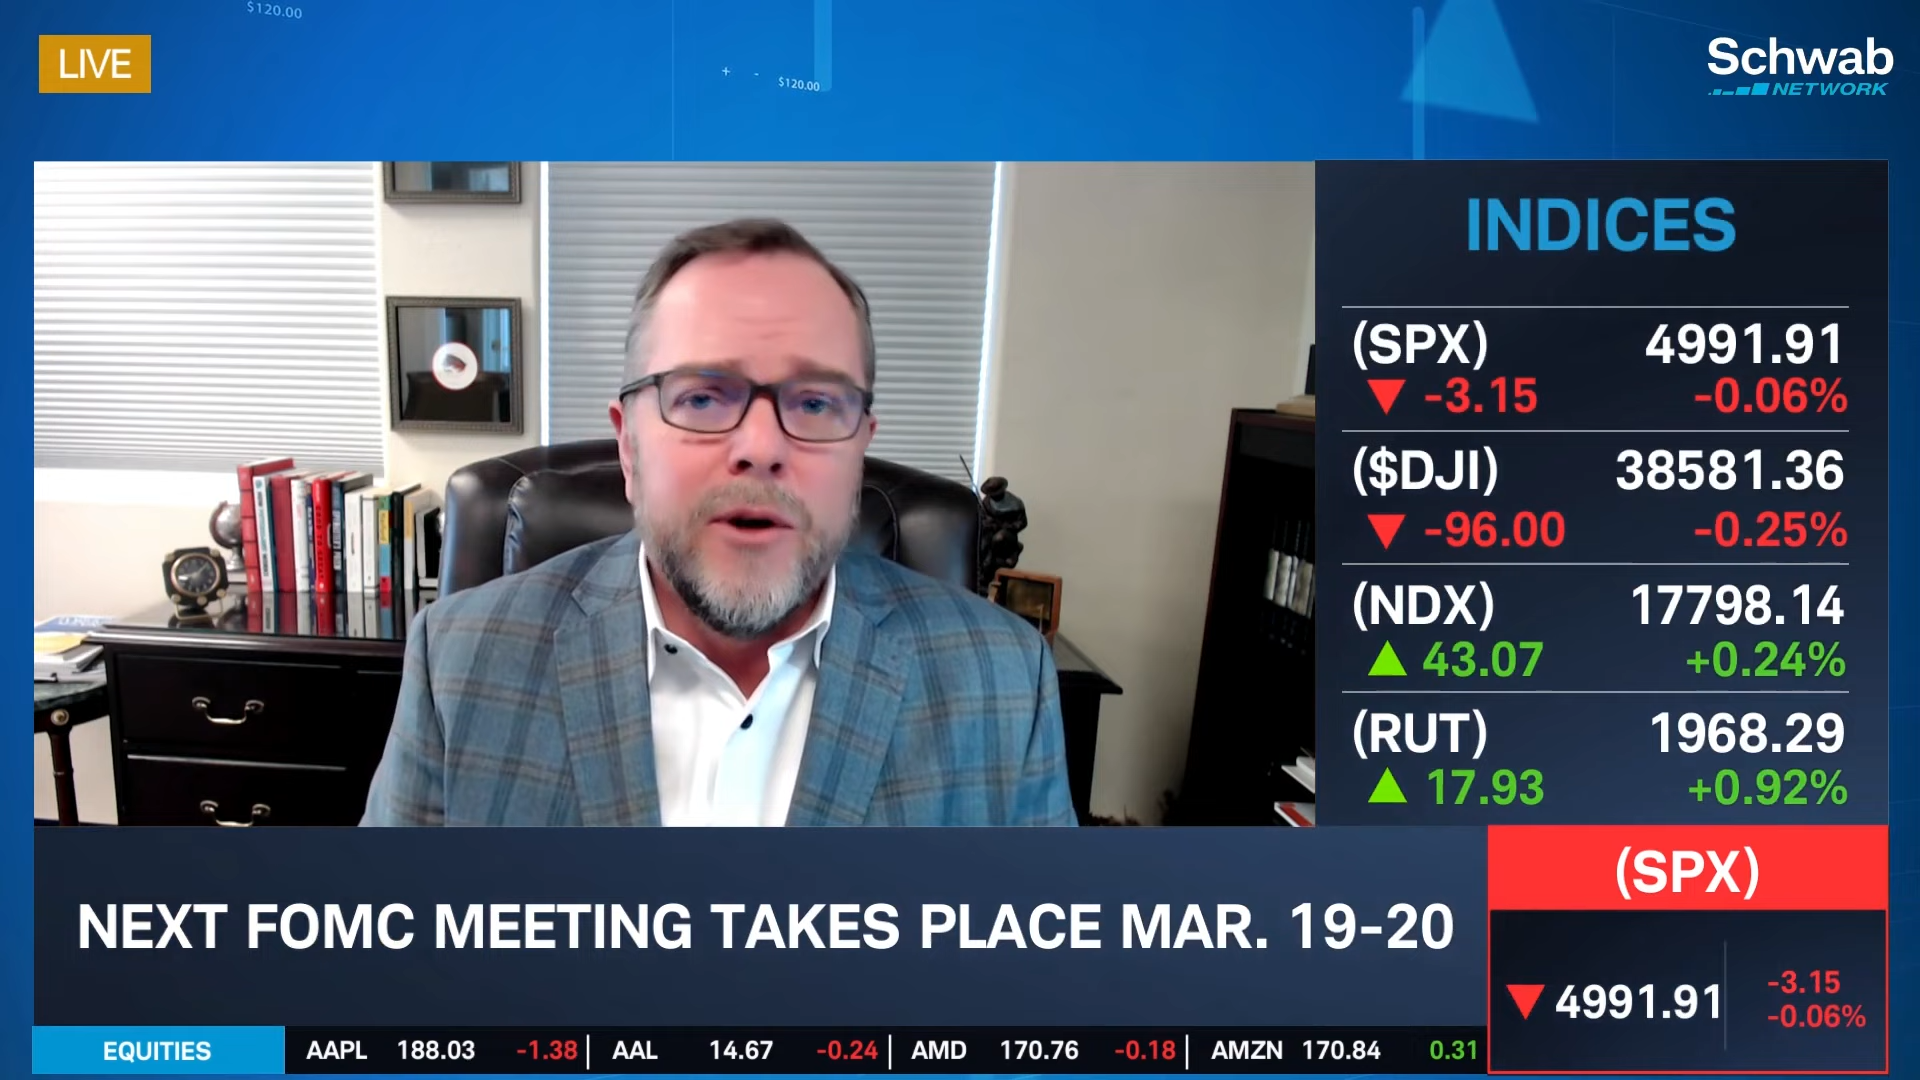 $120.00
LIVE
+ - $120.00
Schwab
NETWORK
INDICES
(SPX) 4991.91
▼ -3.15 -0.06%
($DJI) 38581.36
▼ -96.00 -0.25%
(NDX) 17798.14
▲ 43.07 +0.24%
(RUT) 1968.29
▲ 17.93 +0.92%
NEXT FOMC MEETING TAKES PLACE MAR. 19-20
(SPX)
▼ 4991.91 -3.15
-0.06%
EQUITIES AAPL 188.03 -1.38 AAL 14.67 -0.24 AMD 170.76 -0.18 AMZN 170.84 0.31